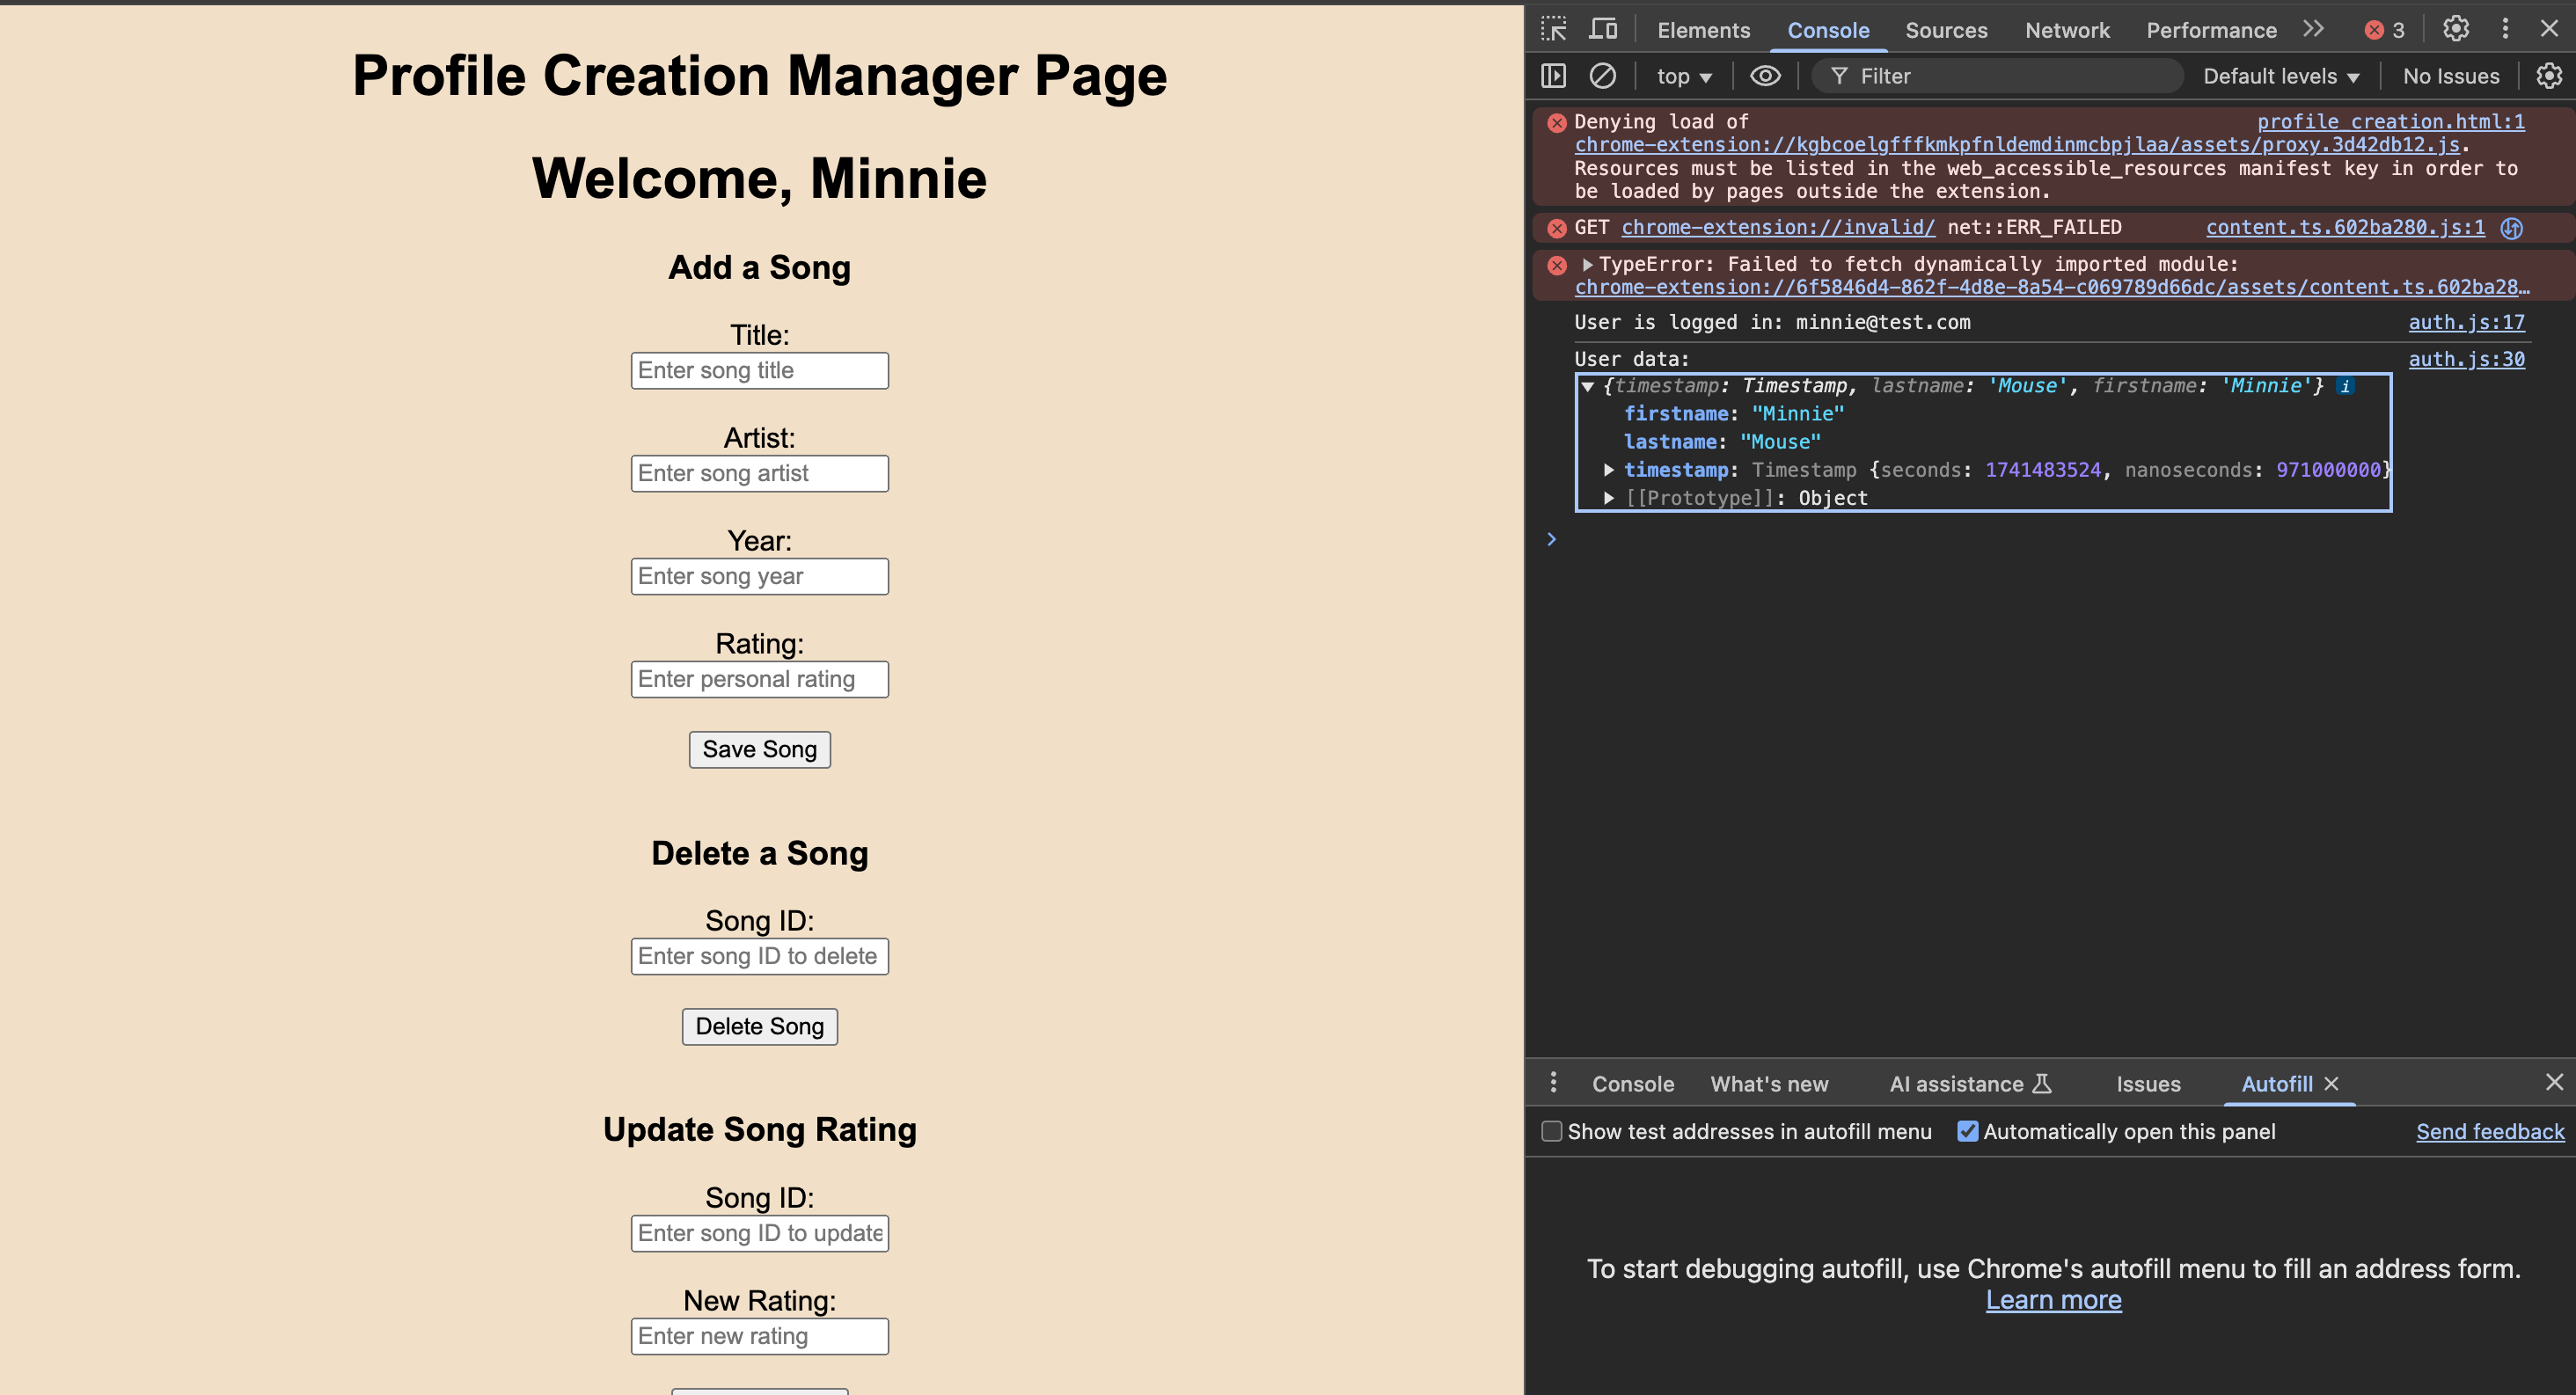 Profile Creation Manager Page
Welcome, Minnie
Add a Song
Title:
Enter song title
Artist:
Enter song artist
Year:
Enter song year
Rating:
Enter personal rating
Save Song
Delete a Song
Song ID:
Enter song ID to delete
Delete Song
Update Song Rating
Song ID:
Enter song ID to update
New Rating:
Enter new rating
Elements Console Sources Network Performance 3
top Filter Default levels No Issues
Denying load of profile_creation.html:1
chrome-extension://kgbcoelgfffkmkpfnldemdinmcbpjlaa/assets/proxy.3d42db12.js.
Resources must be listed in the web_accessible_resources manifest key in order to
be loaded by pages outside the extension.
GET chrome-extension://invalid/ net::ERR_FAILED content.ts.602ba280.js:1
TypeError: Failed to fetch dynamically imported module:
chrome-extension://6f5846d4-862f-4d8e-8a54-c069789d66dc/assets/content.ts.602ba28…
User is logged in: minnie@test.com auth.js:17
User data: auth.js:30
{timestamp: Timestamp, lastname: 'Mouse', firstname: 'Minnie'} i
firstname: "Minnie"
lastname: "Mouse"
timestamp: Timestamp {seconds: 1741483524, nanoseconds: 971000000}
[[Prototype]]: Object
Console What's new AI assistance Issues Autofill
Show test addresses in autofill menu Automatically open this panel Send feedback
To start debugging autofill, use Chrome's autofill menu to fill an address form.
Learn more